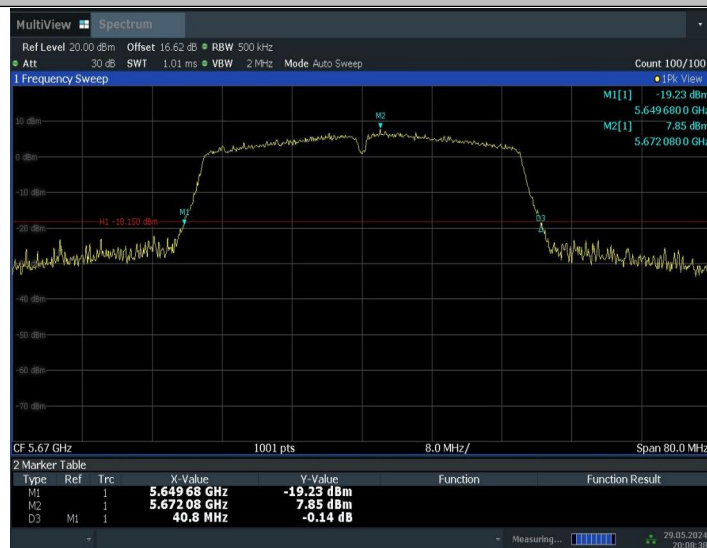 MultiView Spectrum
Ref Level 20.00 dBm Offset 16.62 dB RBW 500 kHz
Att 30 dB SWT 1.01 ms VBW 2 MHz Mode Auto Sweep Count 100/100
1 Frequency Sweep 1Pk View
M1[1] -19.23 dBm
5.649 680 0 GHz
M2[1] 7.85 dBm
5.672 080 0 GHz
M2
10 dBm
0 dBm
-10 dBm
M1
H1 -18.150 dBm
D3
-20 dBm
-30 dBm
-40 dBm
-50 dBm
-60 dBm
-70 dBm
CF 5.67 GHz 1001 pts 8.0 MHz/ Span 80.0 MHz
2 Marker Table
Type Ref Trc X-Value Y-Value Function Function Result
M1 1 5.649 68 GHz -19.23 dBm
M2 1 5.672 08 GHz 7.85 dBm
D3 M1 1 40.8 MHz -0.14 dB
Measuring... 29.05.2024
20:08:38